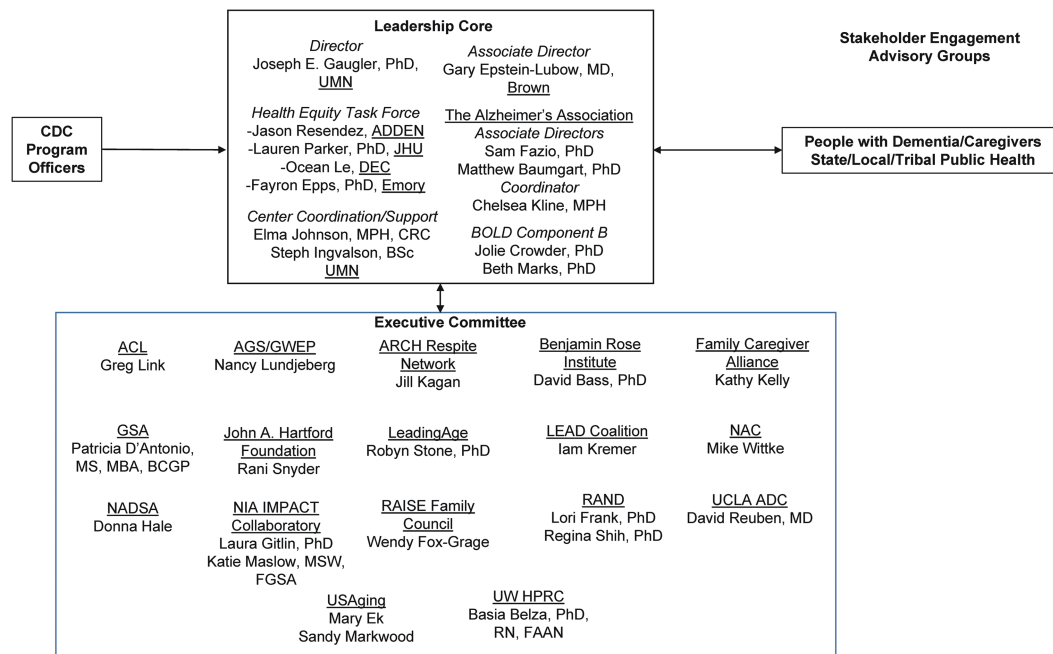 Leadership Core
Director
Joseph E. Gaugler, PhD,
UMN
Health Equity Task Force
-Jason Resendez, ADDEN
-Lauren Parker, PhD, JHU
-Ocean Le, DEC
-Fayron Epps, PhD, Emory
Center Coordination/Support
Elma Johnson, MPH, CRC
Steph Ingvalson, BSc
UMN
Associate Director
Gary Epstein-Lubow, MD,
Brown
The Alzheimer's Association
Associate Directors
Sam Fazio, PhD
Matthew Baumgart, PhD
Coordinator
Chelsea Kline, MPH
BOLD Component B
Jolie Crowder, PhD
Beth Marks, PhD
CDC
Program
Officers
Stakeholder Engagement
Advisory Groups
People with Dementia/Caregivers
State/Local/Tribal Public Health
Executive Committee
ACL
Greg Link
AGS/GWEP
Nancy Lundjeberg
ARCH Respite
Network
Jill Kagan
Benjamin Rose
Institute
David Bass, PhD
Family Caregiver
Alliance
Kathy Kelly
GSA
Patricia D'Antonio,
MS, MBA, BCGP
John A. Hartford
Foundation
Rani Snyder
LeadingAge
Robyn Stone, PhD
LEAD Coalition
Iam Kremer
NAC
Mike Wittke
NADSA
Donna Hale
NIA IMPACT
Collaboratory
Laura Gitlin, PhD
Katie Maslow, MSW,
FGSA
RAISE Family
Council
Wendy Fox-Grage
RAND
Lori Frank, PhD
Regina Shih, PhD
UCLA ADC
David Reuben, MD
USAging
Mary Ek
Sandy Markwood
UW HPRC
Basia Belza, PhD,
RN, FAAN